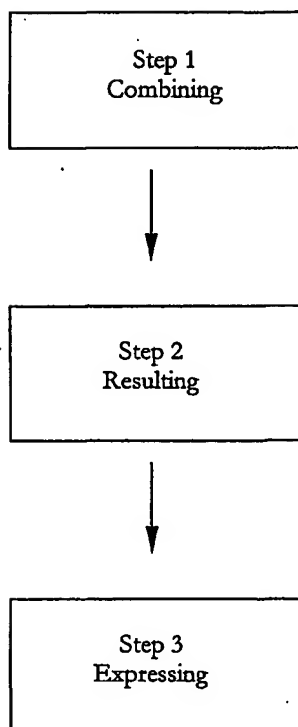 Step 1
Combining
Step 2
Resulting
Step 3
Expressing